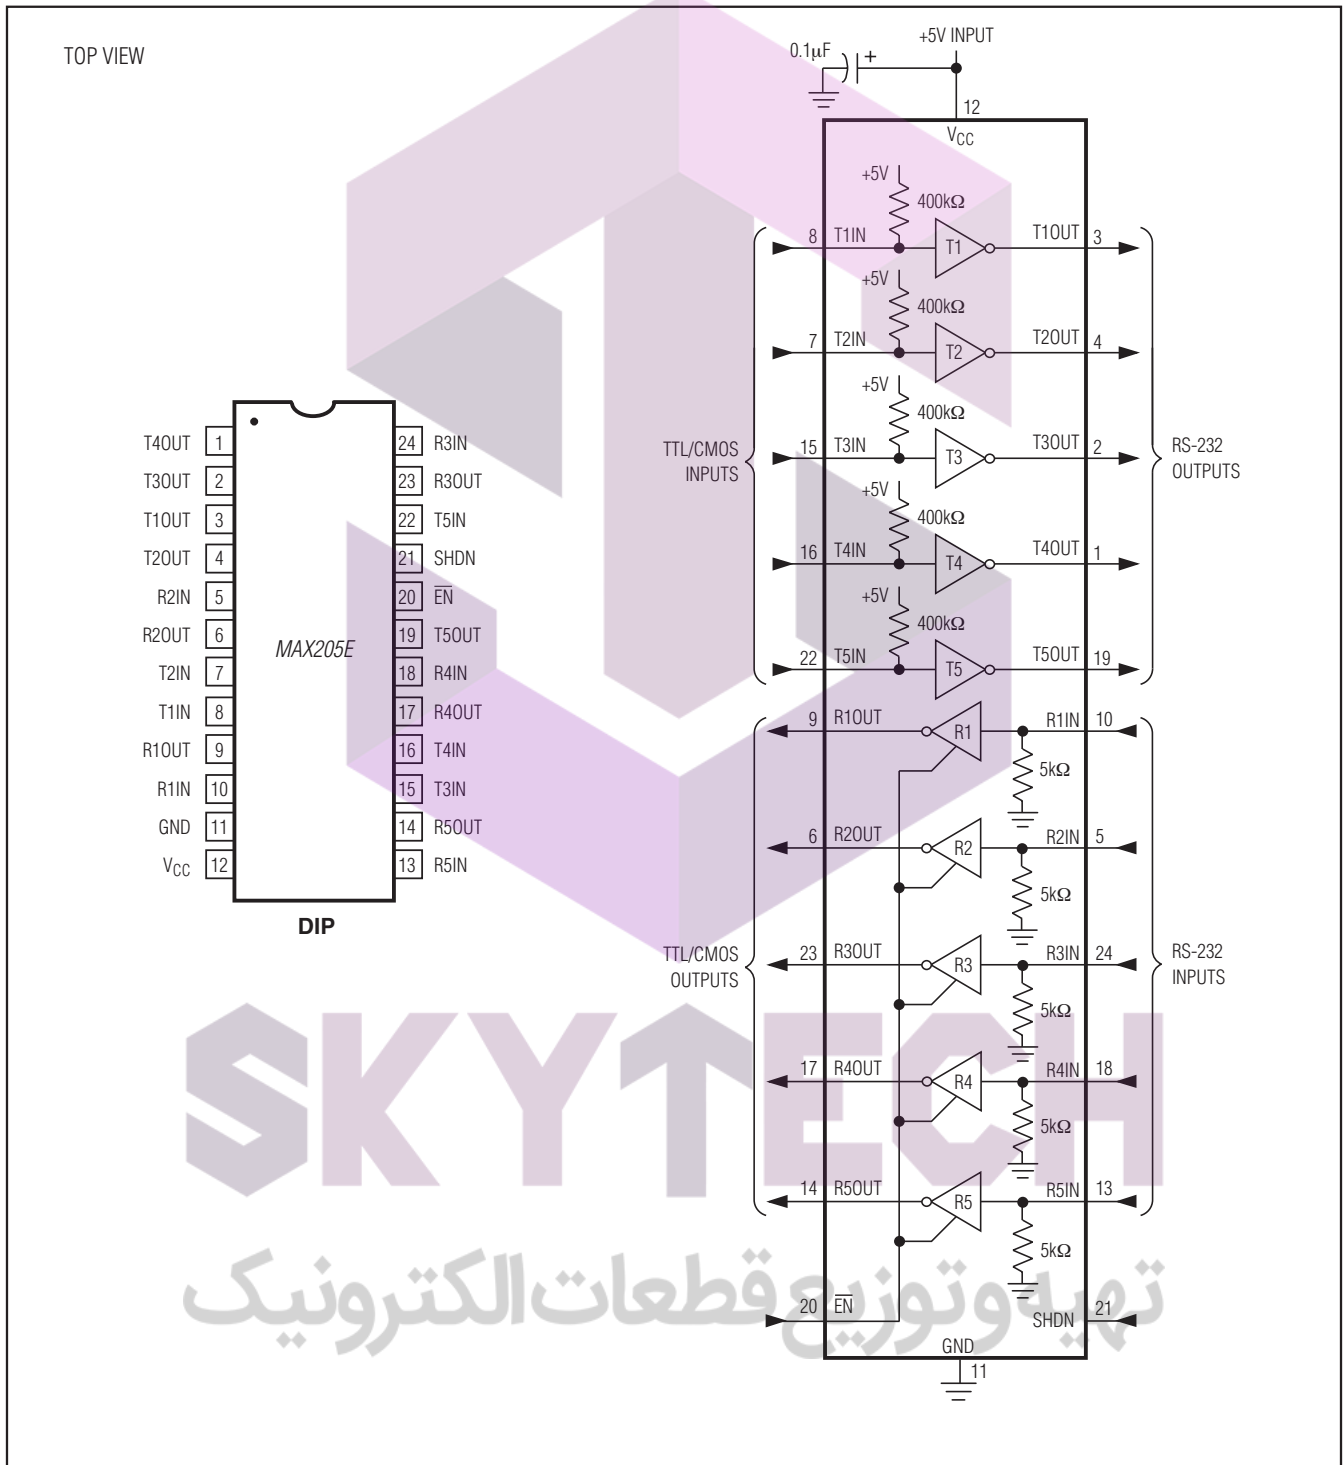 TOP VIEW
0.1µF
+
+5V INPUT
12
VCC
T4OUT 1
T3OUT 2
T1OUT 3
T2OUT 4
R2IN 5
R2OUT 6
T2IN 7
T1IN 8
R1OUT 9
R1IN 10
GND 11
VCC 12
24 R3IN
23 R3OUT
22 T5IN
21 SHDN
20 E̅N̅
19 T5OUT
18 R4IN
17 R4OUT
16 T4IN
15 T3IN
14 R5OUT
13 R5IN
MAX205E
DIP
TTL/CMOS
INPUTS
+5V
400kΩ
8 T1IN T1 T1OUT 3
+5V
400kΩ
7 T2IN T2 T2OUT 4
+5V
400kΩ
15 T3IN T3 T3OUT 2
+5V
400kΩ
16 T4IN T4 T4OUT 1
+5V
400kΩ
22 T5IN T5 T5OUT 19
RS-232
OUTPUTS
TTL/CMOS
OUTPUTS
9 R1OUT R1 R1IN 10
5kΩ
6 R2OUT R2 R2IN 5
5kΩ
23 R3OUT R3 R3IN 24
5kΩ
17 R4OUT R4 R4IN 18
5kΩ
14 R5OUT R5 R5IN 13
5kΩ
RS-232
INPUTS
20 E̅N̅
SHDN 21
GND
11
SKYTECH
تهیه و توزیع قطعات الکترونیک